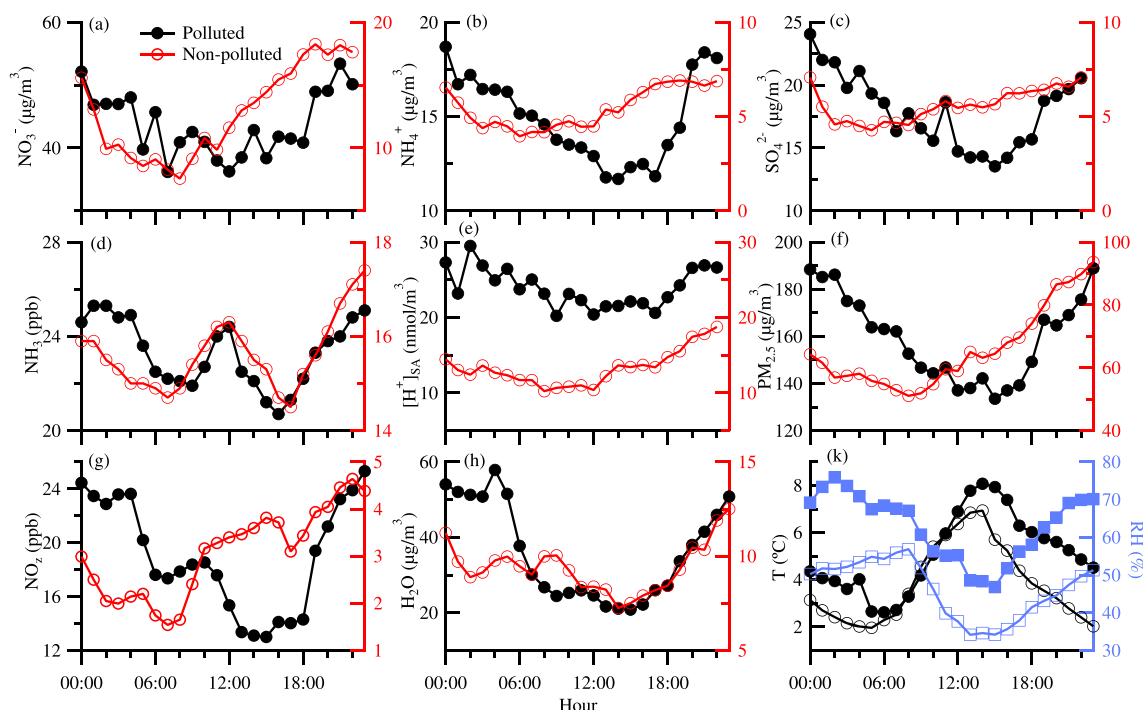 (a)
Polluted
Non-polluted
NO₃⁻ (μg/m³)
60
40
20
10
0
(b)
NH₄⁺ (μg/m³)
20
15
10
10
5
0
(c)
SO₄²⁻ (μg/m³)
25
20
15
10
10
5
0
(d)
NH₃ (ppb)
28
24
20
18
16
14
(e)
[H⁺]SA (nmol/m³)
30
20
10
30
20
10
(f)
PM₂.₅ (μg/m³)
200
180
160
140
120
100
80
60
40
(g)
NOz (ppb)
24
20
16
12
5
4
3
2
1
00:00 06:00 12:00 18:00
(h)
H₂O (μg/m³)
60
40
20
15
10
5
00:00 06:00 12:00 18:00
Hour
(k)
T (ºC)
8
6
4
2
80
70
60
50
40
30
RH (%)
00:00 06:00 12:00 18:00